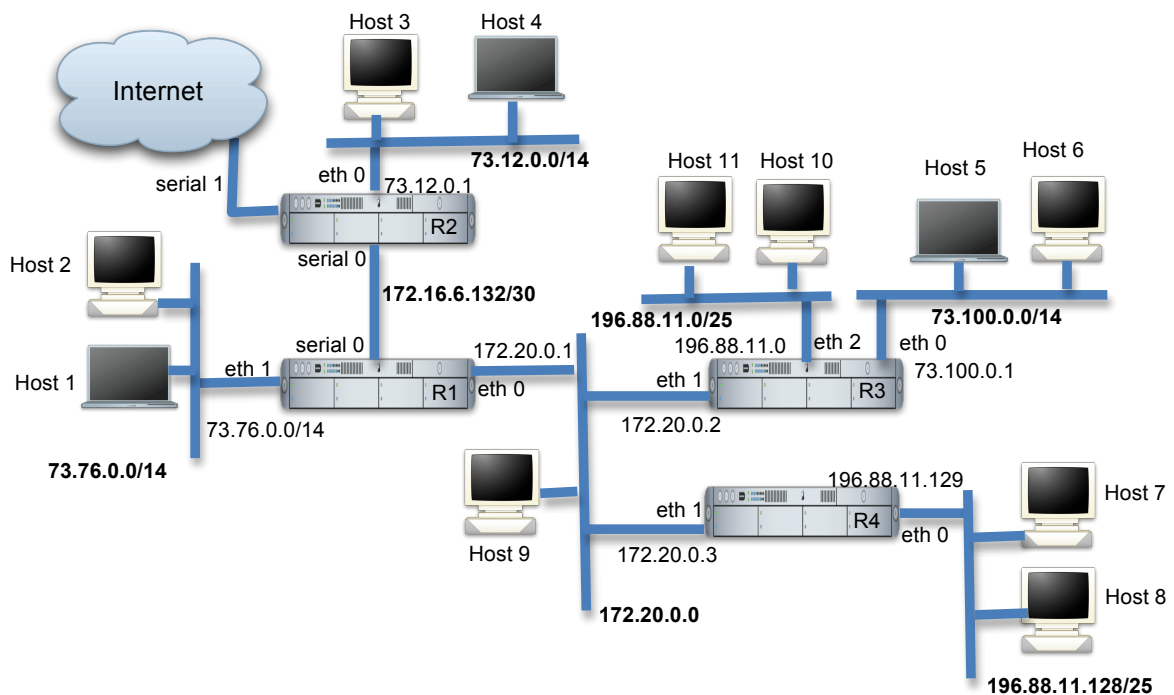 Host 3
Host 4
Internet
73.12.0.0/14
serial 1
eth 0
73.12.0.1
R2
Host 11
Host 10
Host 5
Host 6
Host 2
serial 0
172.16.6.132/30
196.88.11.0/25
73.100.0.0/14
serial 0
172.20.0.1
196.88.11.0
eth 2
eth 0
Host 1
eth 1
R1
eth 0
eth 1
R3
73.100.0.1
73.76.0.0/14
172.20.0.2
73.76.0.0/14
196.88.11.129
Host 7
eth 1
R4
eth 0
Host 9
172.20.0.3
Host 8
172.20.0.0
196.88.11.128/25